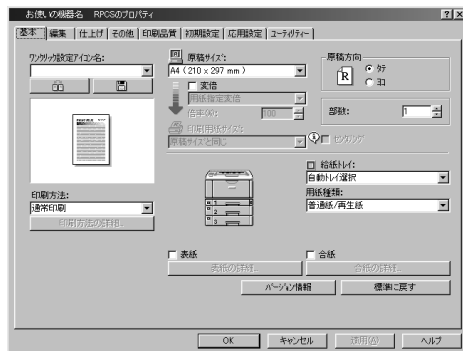 お使いの機器名 RPCSのプロパティ
基本 編集 仕上げ その他 印刷品質 初期設定 応用設定 ユーティリティー
ワンクリック設定アイコン名:
原稿サイズ:
A4 (210 x 297 mm)
変倍
用紙指定変倍
倍率(%):
100
印刷用紙サイズ:
原稿サイズと同じ
原稿方向
R
タテ
ヨコ
部数:
1
センタリング
印刷方法:
通常印刷
印刷方法の詳細...
1
2
3
給紙トレイ:
自動トレイ選択
用紙種類:
普通紙/再生紙
表紙
表紙の詳細...
合紙
合紙の詳細...
バージョン情報
標準に戻す
OK キャンセル 適用(A) ヘルプ